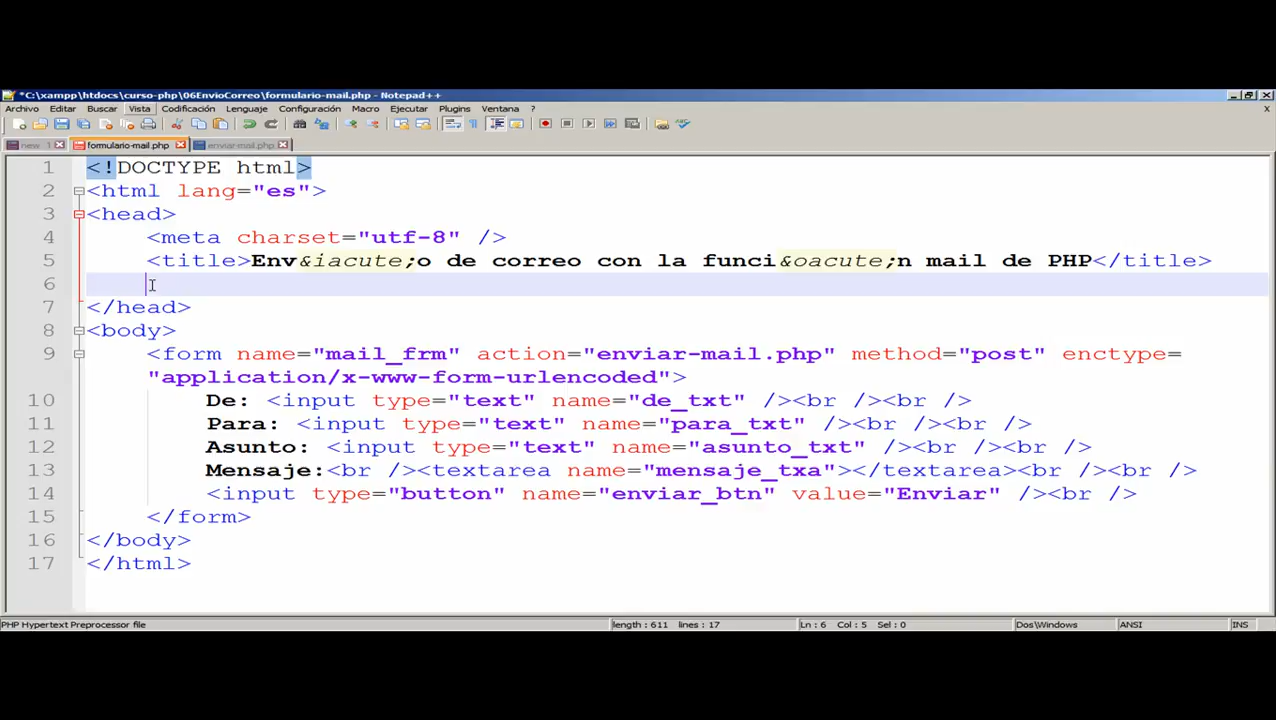 *C:\xampp\htdocs\curso-php\06EnvioCorreo\formulario-mail.php - Notepad++
Archivo Editar Buscar Vista Codificación Lenguaje Configuración Macro Ejecutar Plugins Ventana ?
new 1 formulario-mail.php enviar-mail.php
1 <!DOCTYPE html>
2 <html lang="es">
3 <head>
4 <meta charset="utf-8" />
5 <title>Env&iacute;o de correo con la funci&oacute;n mail de PHP</title>
6
7 </head>
8 <body>
9 <form name="mail_frm" action="enviar-mail.php" method="post" enctype=
"application/x-www-form-urlencoded">
10 De: <input type="text" name="de_txt" /><br /><br />
11 Para: <input type="text" name="para_txt" /><br /><br />
12 Asunto: <input type="text" name="asunto_txt" /><br /><br />
13 Mensaje:<br /><textarea name="mensaje_txa"></textarea><br /><br />
14 <input type="button" name="enviar_btn" value="Enviar" /><br />
15 </form>
16 </body>
17 </html>
PHP Hypertext Preprocessor file length : 611 lines : 17 Ln : 6 Col : 5 Sel : 0 Dos\Windows ANSI INS